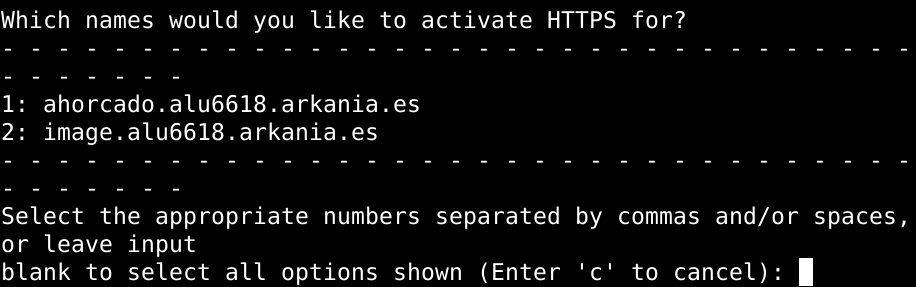 Which names would you like to activate HTTPS for?
- - - - - - - - - - - - - - - - - - - - - - - - - - - - - - - - -
- - - - - - -
1: ahorcado.alu6618.arkania.es
2: image.alu6618.arkania.es
- - - - - - - - - - - - - - - - - - - - - - - - - - - - - - - - -
- - - - - - -
Select the appropriate numbers separated by commas and/or spaces,
or leave input
blank to select all options shown (Enter 'c' to cancel):